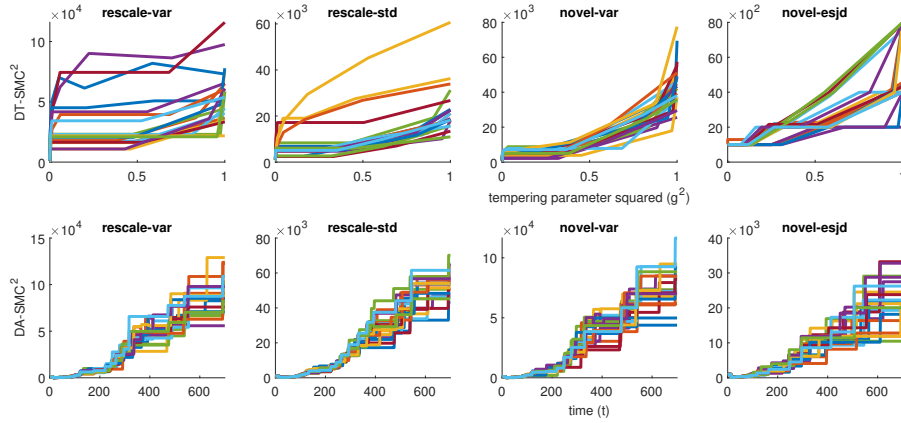 rescale-var rescale-std novel-var novel-esjd
×10⁴ ×10³ ×10³ ×10²
DT-SMC²
10 5 0
60 40 20 0
80 60 40 20 0
80 60 40 20 0
0 0.5 1 0 0.5 1 0 0.5 1 0 0.5 1
tempering parameter squared (g²)
rescale-var rescale-std novel-var novel-esjd
×10⁴ ×10³ ×10⁴ ×10³
DA-SMC²
15 10 5 0
80 60 40 20 0
10 5 0
40 30 20 10 0
0 200 400 600 0 200 400 600 0 200 400 600 0 200 400 600
time (t)